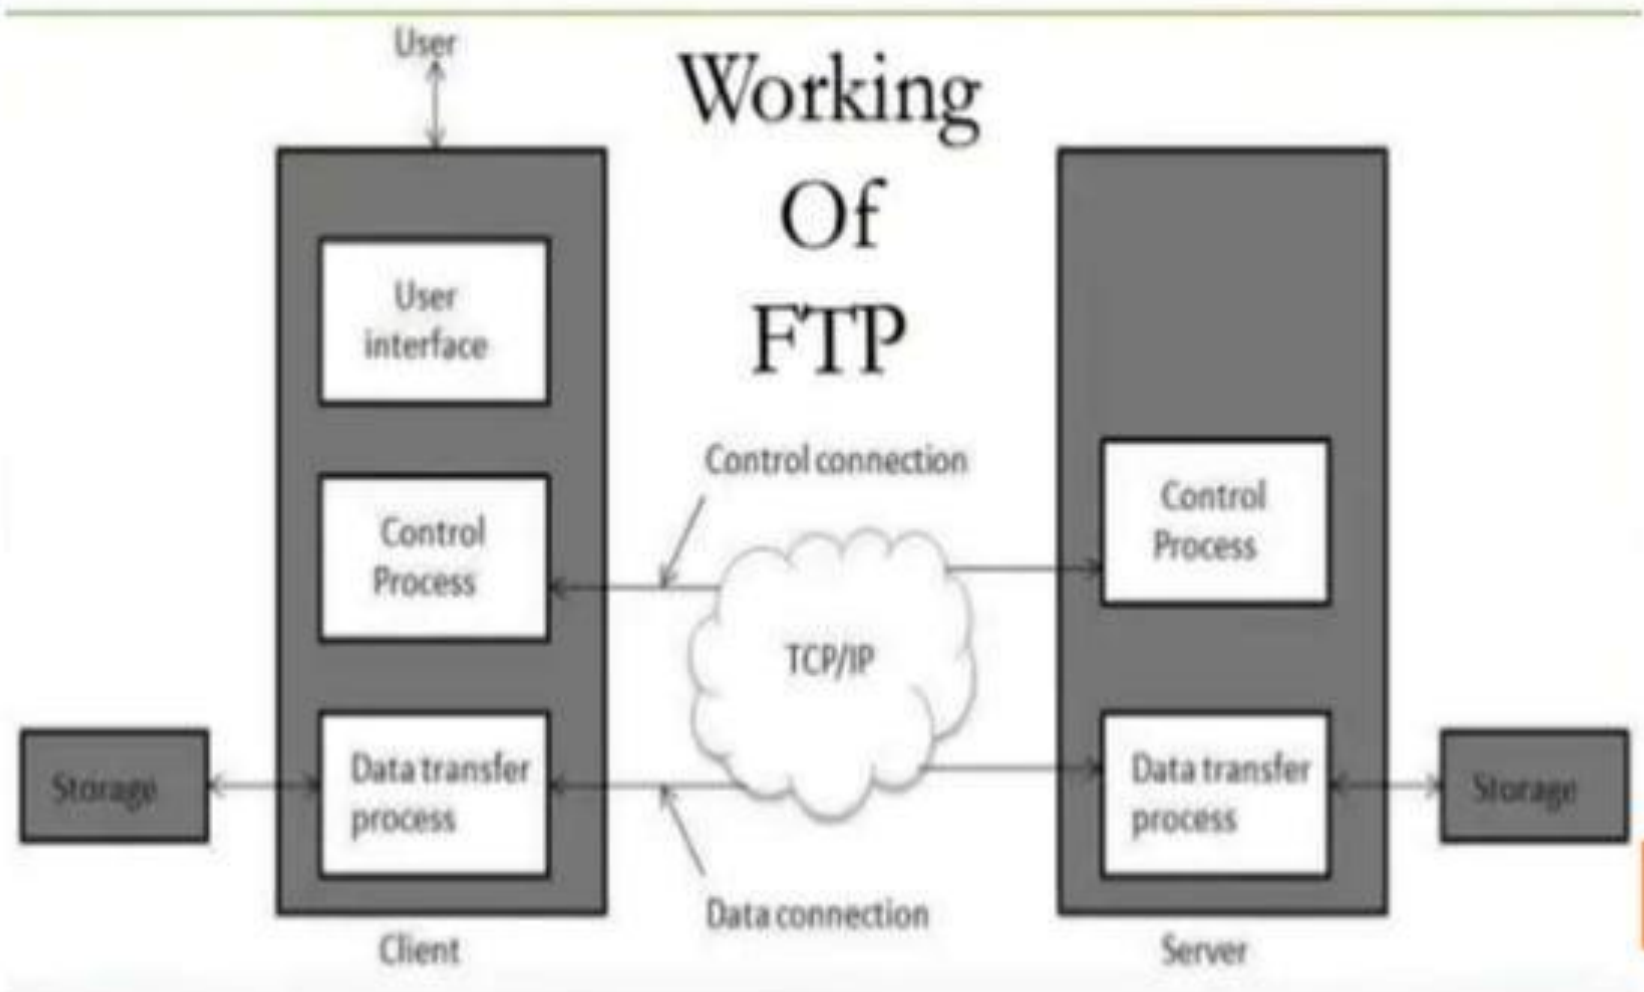 User
Working
Of
FTP
User
interface
Control connection
Control
Process
Control
Process
TCP/IP
Storage
Data transfer
process
Data transfer
process
Storage
Data connection
Client
Server